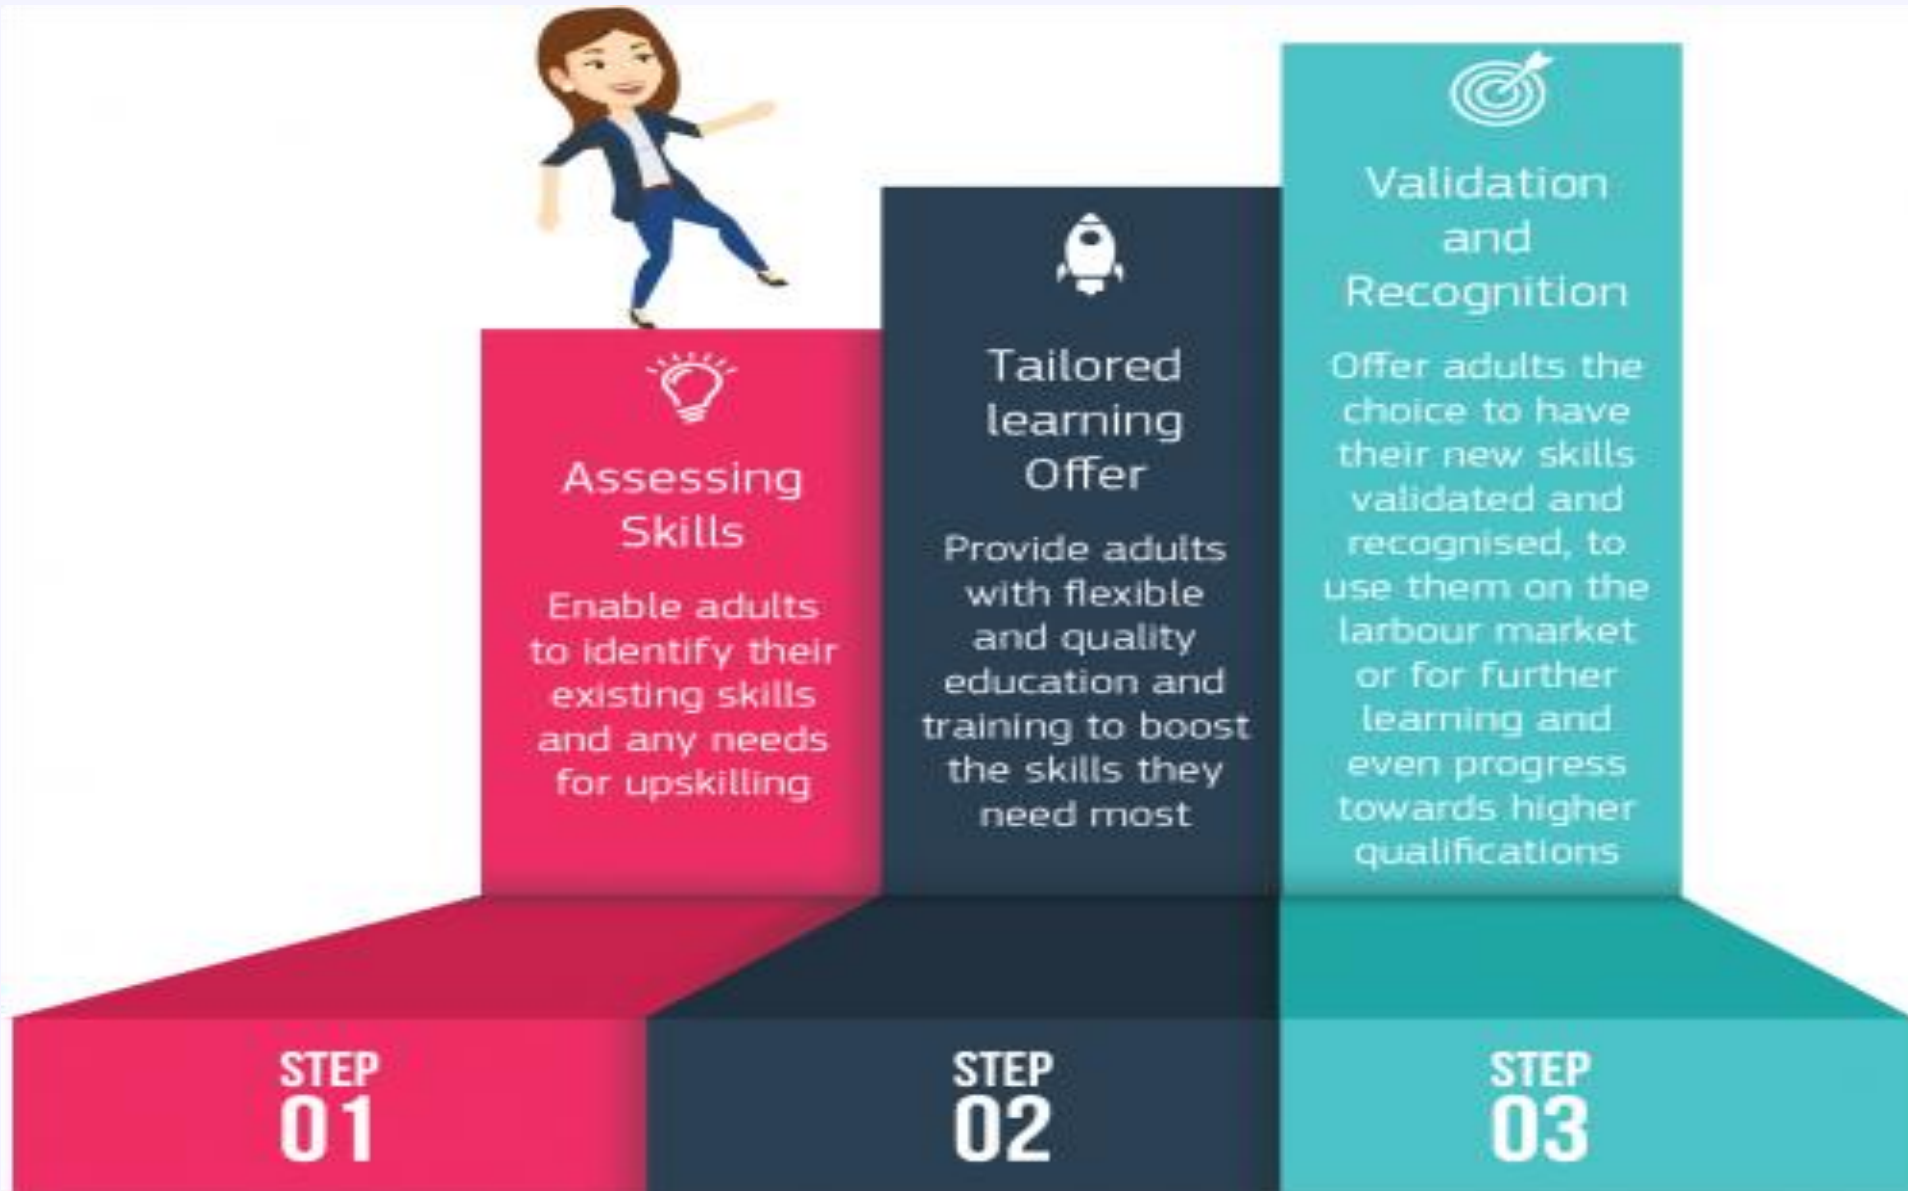 Assessing
Skills
Enable adults
to identify their
existing skills
and any needs
for upskilling
Tailored
learning
Offer
Provide adults
with flexible
and quality
education and
training to boost
the skills they
need most
Validation
and
Recognition
Offer adults the
choice to have
their new skills
validated and
recognised, to
use them on the
larbour market
or for further
learning and
even progress
towards higher
qualifications
STEP
01
STEP
02
STEP
03